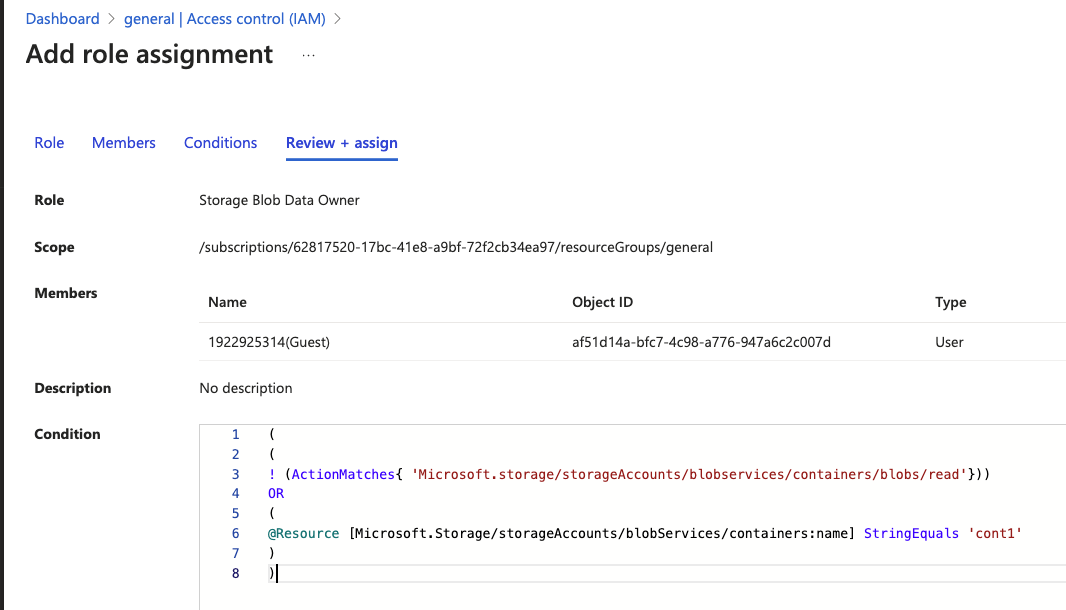 Dashboard > general | Access control (IAM) >
Add role assignment ...
Role Members Conditions Review + assign
Role Storage Blob Data Owner
Scope /subscriptions/62817520-17bc-41e8-a9bf-72f2cb34ea97/resourceGroups/general
Members
Name Object ID Type
1922925314(Guest) af51d14a-bfc7-4c98-a776-947a6c2c007d User
Description No description
Condition
1 (
2 (
3 ! (ActionMatches{ 'Microsoft.storage/storageAccounts/blobservices/containers/blobs/read'}))
4 OR
5 (
6 @Resource [Microsoft.Storage/storageAccounts/blobServices/containers:name] StringEquals 'cont1'
7 )
8 )